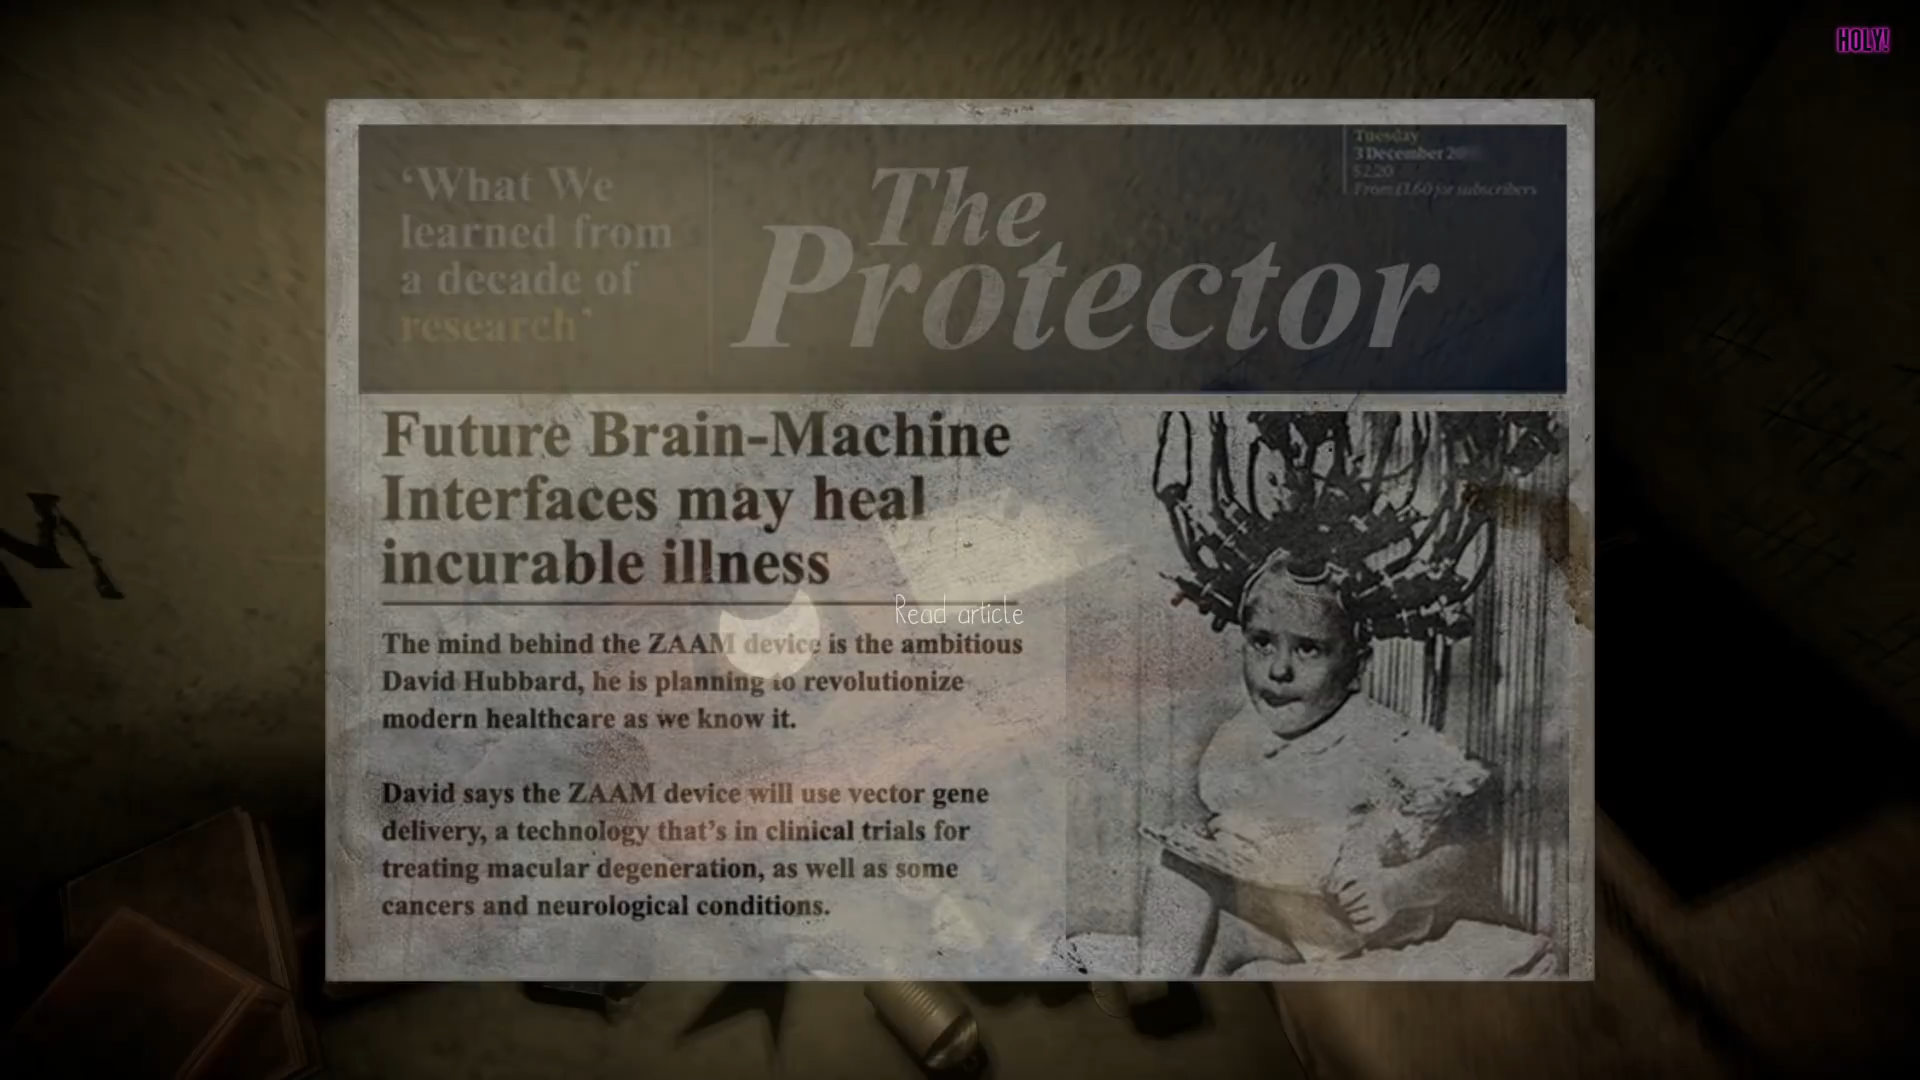 HOLY!
Tuesday
3 December 20
$2.20
From £1.60 for subscribers
‘What We
learned from
a decade of
research’
The
Protector
Future Brain-Machine
Interfaces may heal
incurable illness
The mind behind the ZAAM device is the ambitious
David Hubbard, he is planning to revolutionize
modern healthcare as we know it.
David says the ZAAM device will use vector gene
delivery, a technology that’s in clinical trials for
treating macular degeneration, as well as some
cancers and neurological conditions.
Read article
M